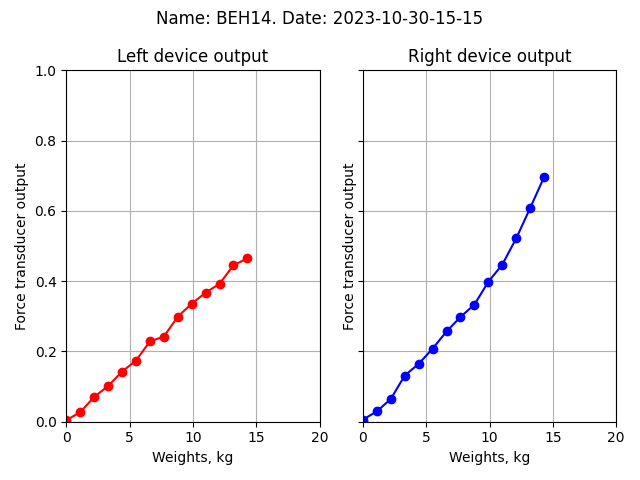 Name: BEH14. Date: 2023-10-30-15-15
Left device output
Right device output
1.0
0.8
0.6
0.4
0.2
0.0
Force transducer output
Force transducer output
0 5 10 15 20
0 5 10 15 20
Weights, kg
Weights, kg